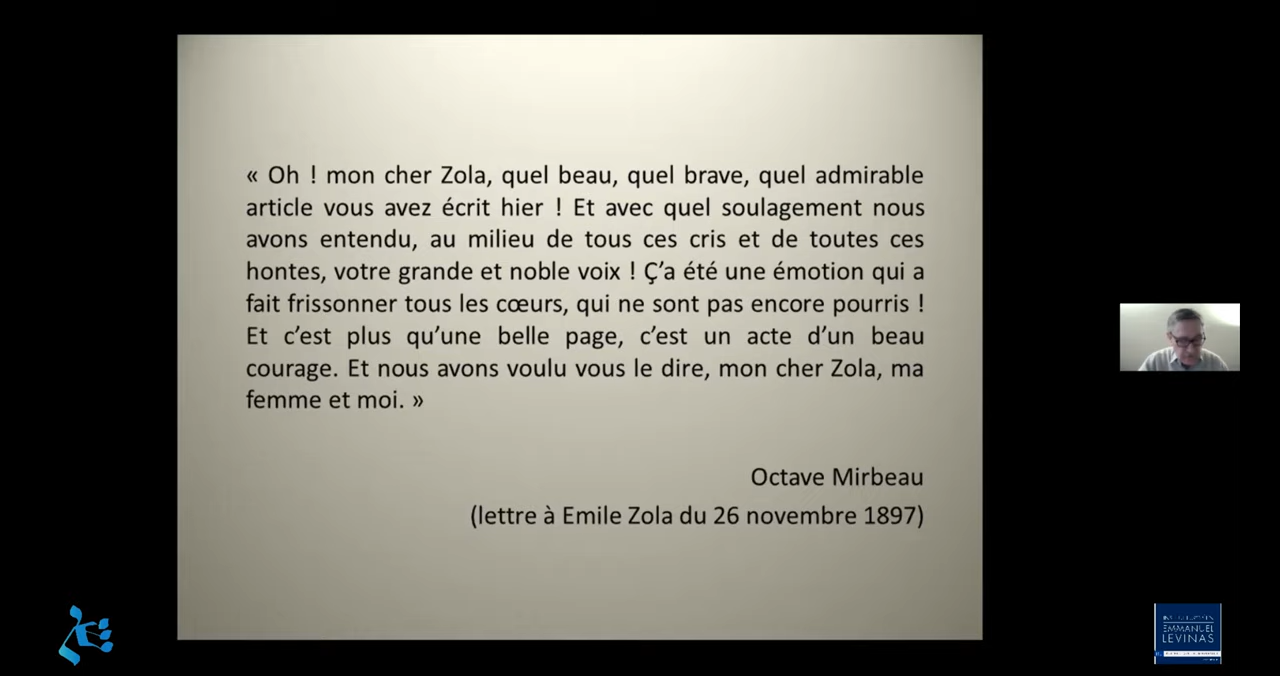 « Oh ! mon cher Zola, quel beau, quel brave, quel admirable
article vous avez écrit hier ! Et avec quel soulagement nous
avons entendu, au milieu de tous ces cris et de toutes ces
hontes, votre grande et noble voix ! Ç’a été une émotion qui a
fait frissonner tous les cœurs, qui ne sont pas encore pourris !
Et c’est plus qu’une belle page, c’est un acte d’un beau
courage. Et nous avons voulu vous le dire, mon cher Zola, ma
femme et moi. »
Octave Mirbeau
(lettre à Emile Zola du 26 novembre 1897)
EMMANUEL
LEVINAS